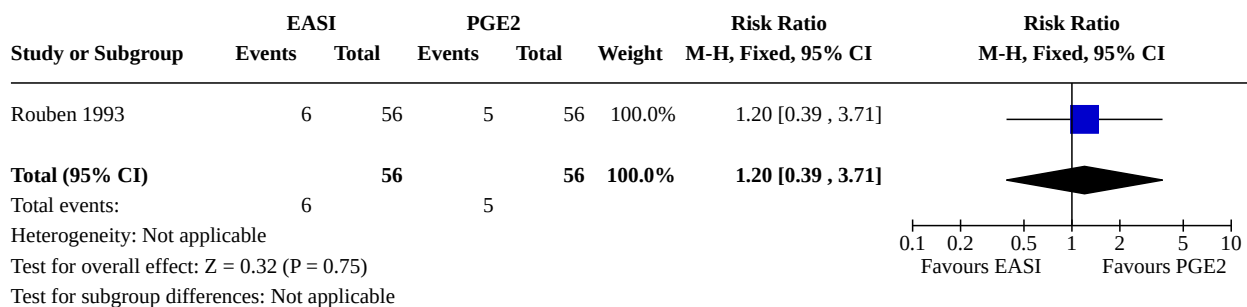 EASI PGE2 Risk Ratio Risk Ratio
Study or Subgroup Events Total Events Total Weight M-H, Fixed, 95% CI M-H, Fixed, 95% CI
Rouben 1993 6 56 5 56 100.0% 1.20 [0.39 , 3.71]
Total (95% CI) 56 56 100.0% 1.20 [0.39 , 3.71]
Total events: 6 5
Heterogeneity: Not applicable
0.1 0.2 0.5 1 2 5 10
Test for overall effect: Z = 0.32 (P = 0.75) Favours EASI Favours PGE2
Test for subgroup differences: Not applicable